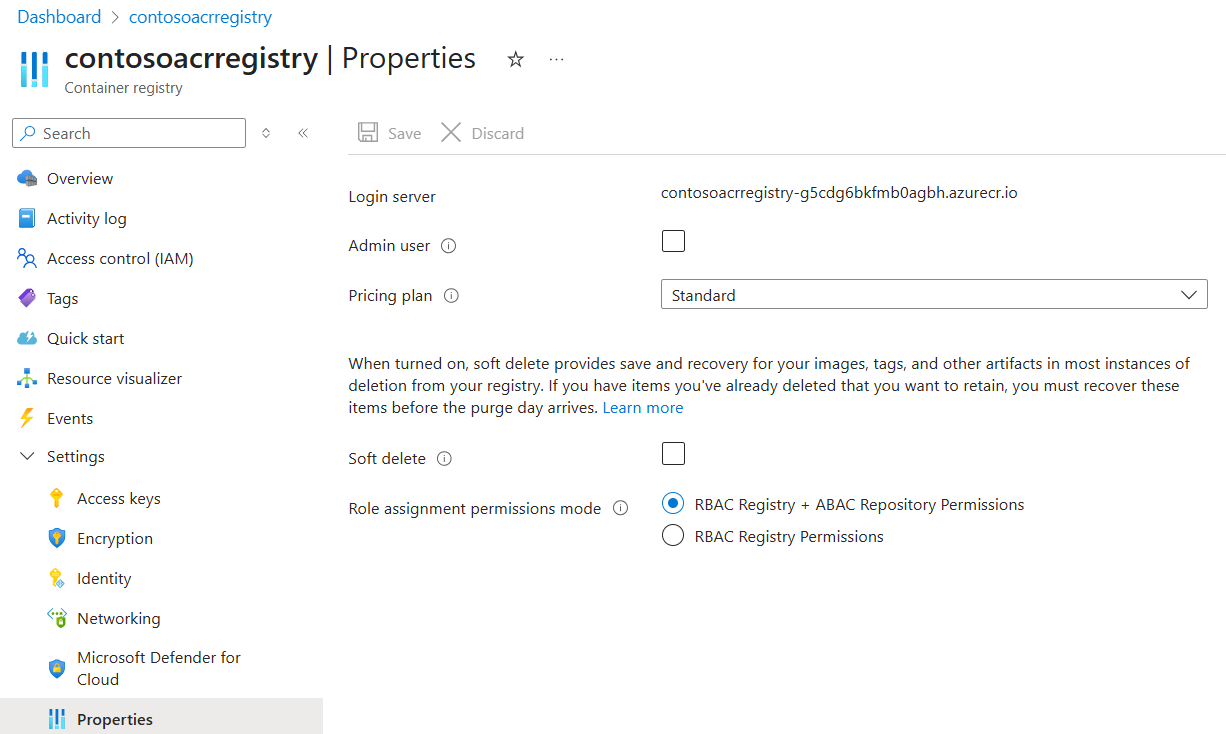 Dashboard > contosoacrregistry
contosoacrregistry | Properties
Container registry
Search
Save
Discard
Overview
Activity log
Access control (IAM)
Tags
Quick start
Resource visualizer
Events
Settings
Access keys
Encryption
Identity
Networking
Microsoft Defender for
Cloud
Properties
Login server
contosoacrregistry-g5cdg6bkfmb0agbh.azurecr.io
Admin user
Pricing plan
Standard
When turned on, soft delete provides save and recovery for your images, tags, and other artifacts in most instances of
deletion from your registry. If you have items you've already deleted that you want to retain, you must recover these
items before the purge day arrives. Learn more
Soft delete
Role assignment permissions mode
RBAC Registry + ABAC Repository Permissions
RBAC Registry Permissions